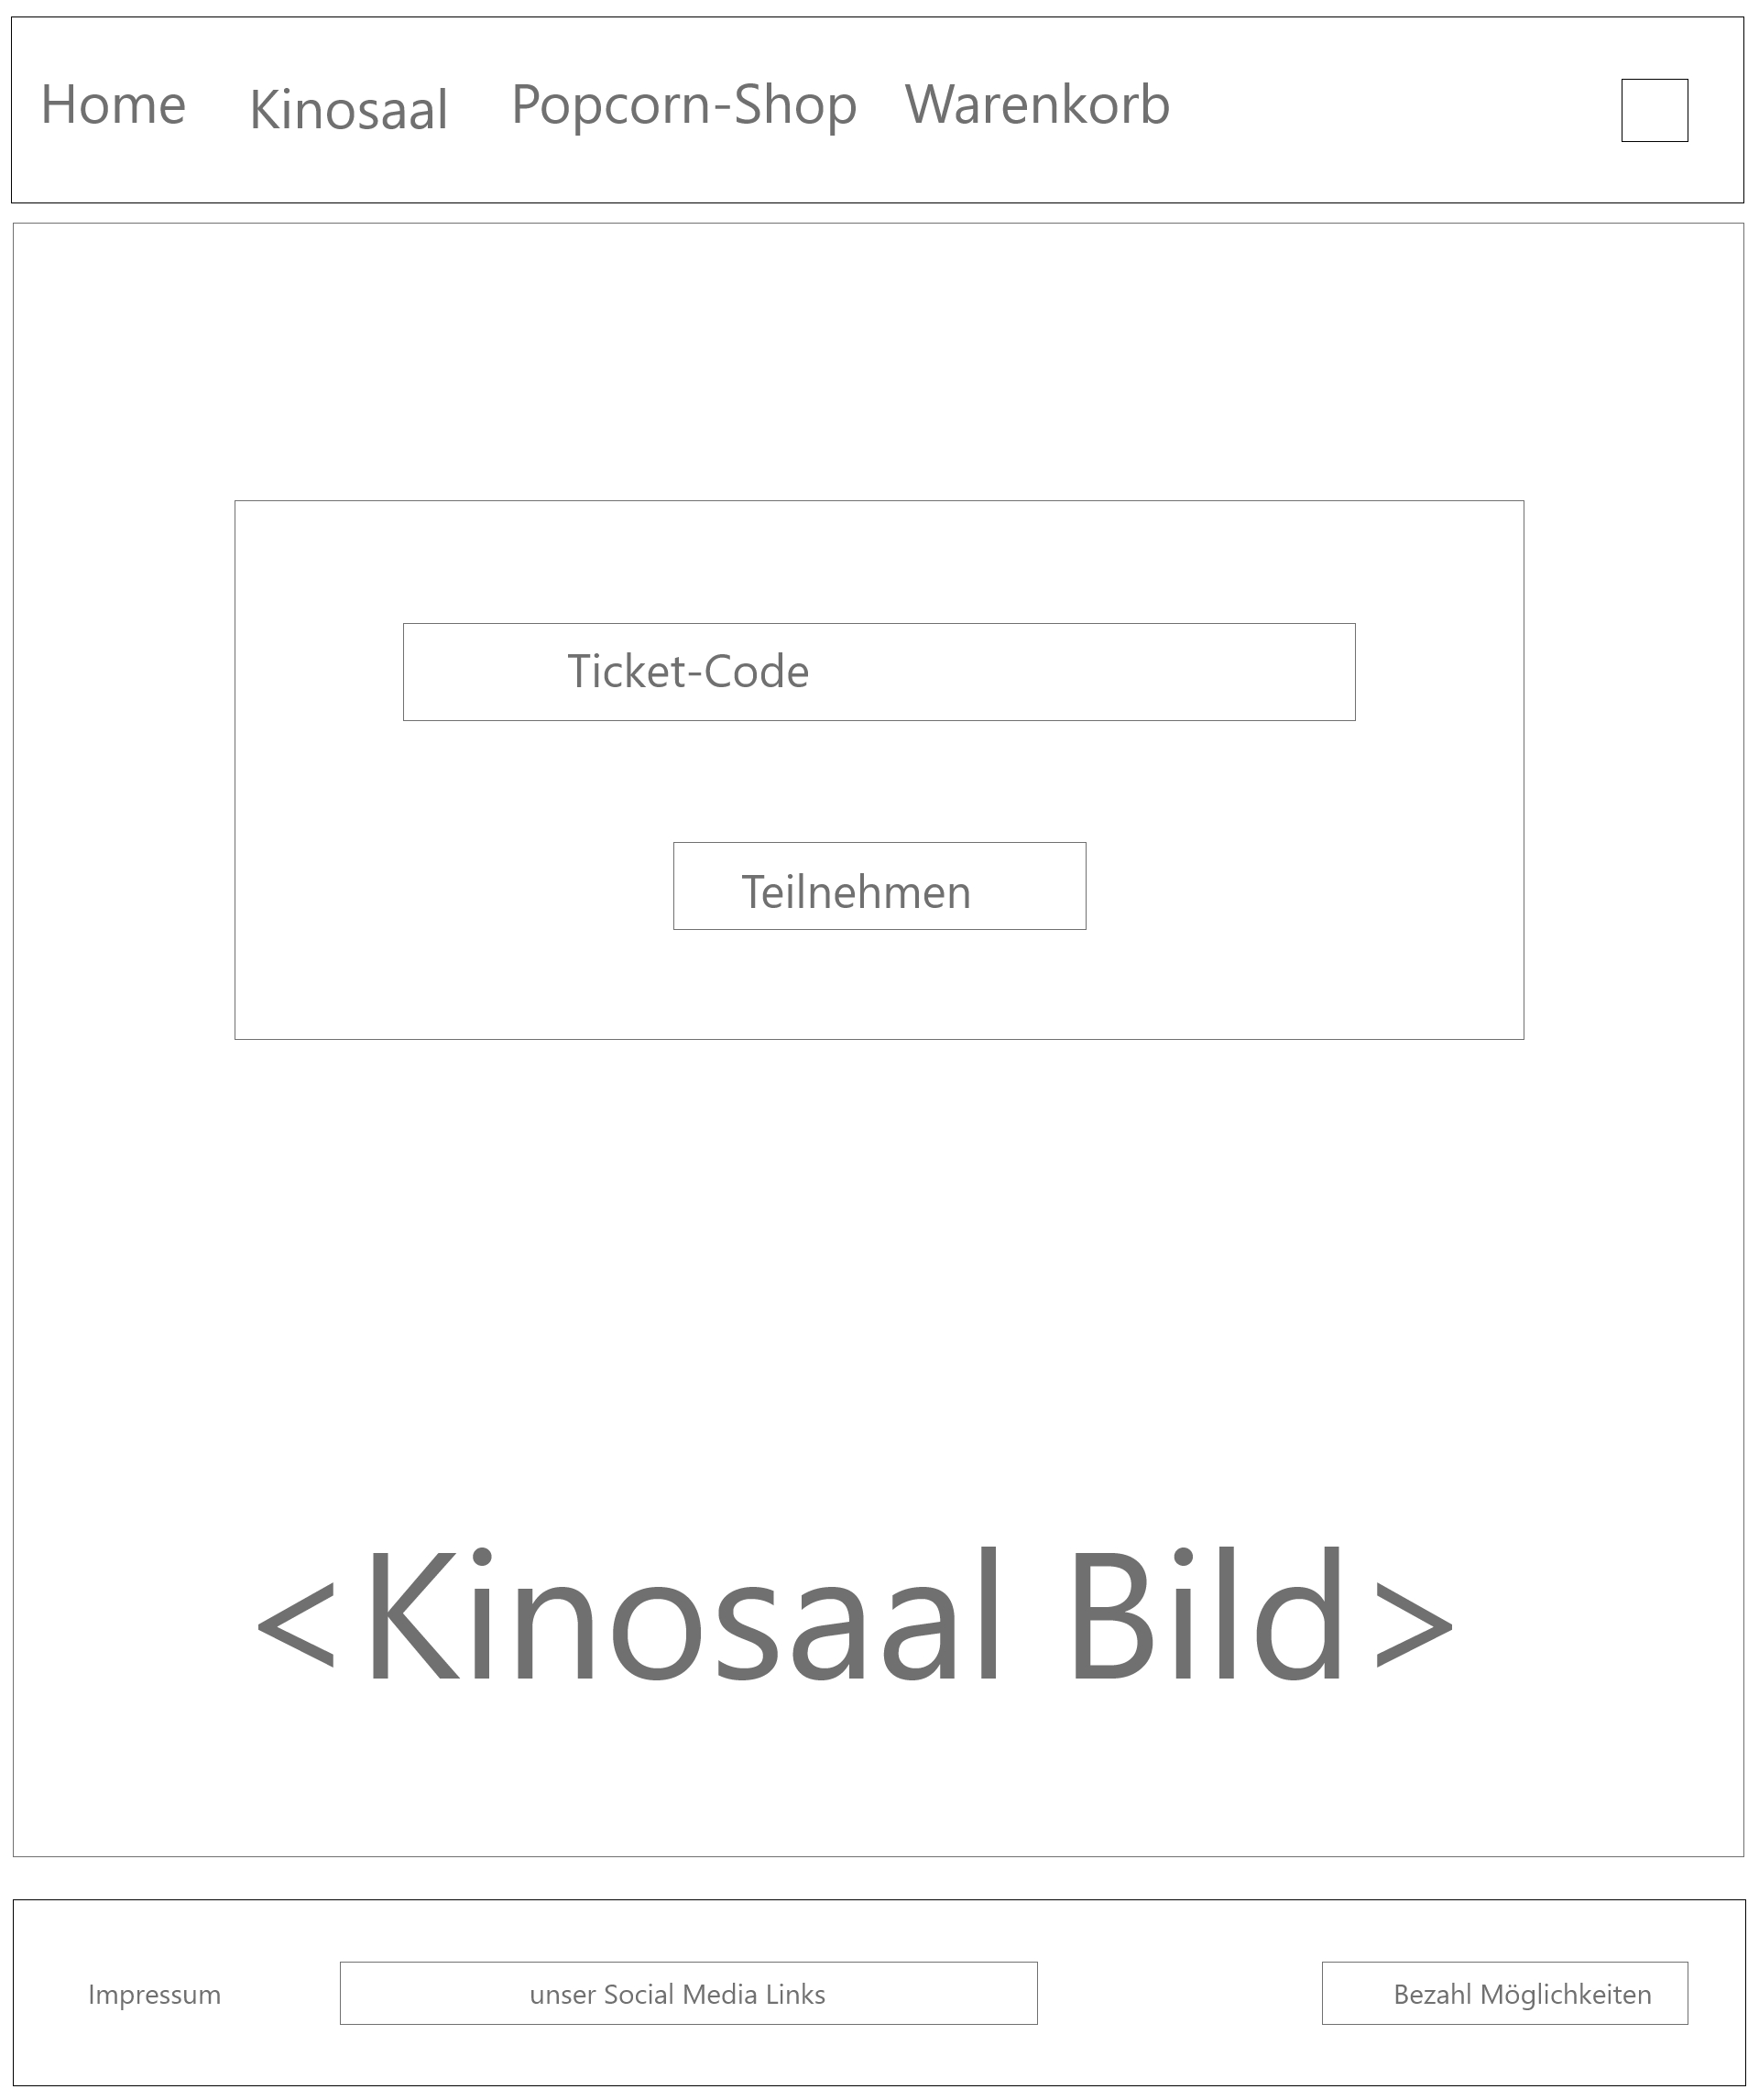 Home Kinosaal Popcorn-Shop Warenkorb
Ticket-Code
Teilnehmen
<Kinosaal Bild>
Impressum unser Social Media Links Bezahl Möglichkeiten